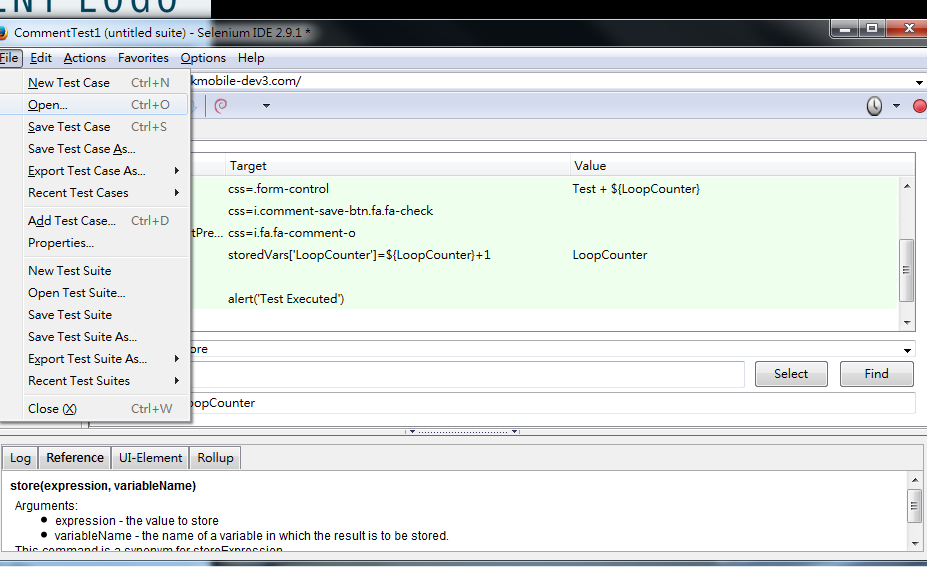 ENT LOGO
CommentTest1 (untitled suite) - Selenium IDE 2.9.1 *
File Edit Actions Favorites Options Help
kmobile-dev3.com/
New Test Case Ctrl+N
Open... Ctrl+O
Save Test Case Ctrl+S
Save Test Case As...
Export Test Case As...
Recent Test Cases
Add Test Case... Ctrl+D
Properties...
New Test Suite
Open Test Suite...
Save Test Suite
Save Test Suite As...
Export Test Suite As...
Recent Test Suites
Close (X) Ctrl+W
Target Value
css=.form-control Test + ${LoopCounter}
css=i.comment-save-btn.fa.fa-check
tPre... css=i.fa.fa-comment-o
storedVars['LoopCounter']=${LoopCounter}+1 LoopCounter
alert('Test Executed')
ore
Select Find
oopCounter
Log Reference UI-Element Rollup
store(expression, variableName)
Arguments:
• expression - the value to store
• variableName - the name of a variable in which the result is to be stored.
This command is a synonym for storeExpression